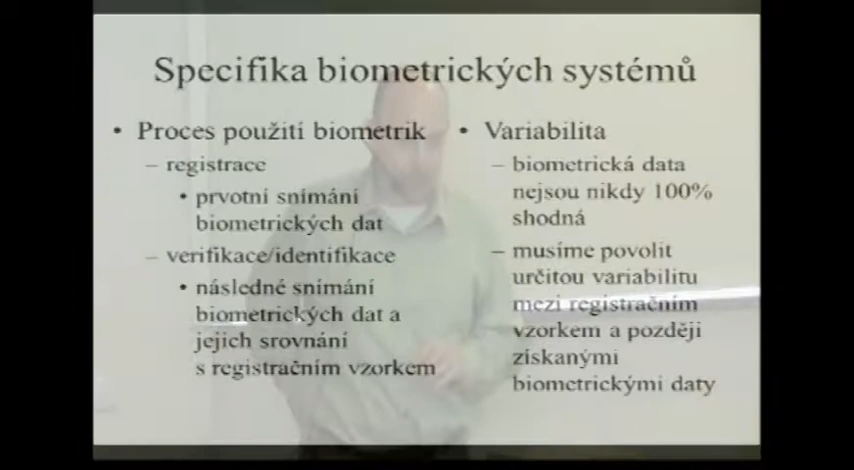 Specifika biometrických systémů
• Proces použití biometrik
– registrace
• prvotní snímání
biometrických dat
– verifikace/identifikace
• následné snímání
biometrických dat a
jejich srovnání
s registračním vzorkem
• Variabilita
– biometrická data
nejsou nikdy 100%
shodná
– musíme povolit
určitou variabilitu
mezi registračním
vzorkem a později
získanými
biometrickými daty